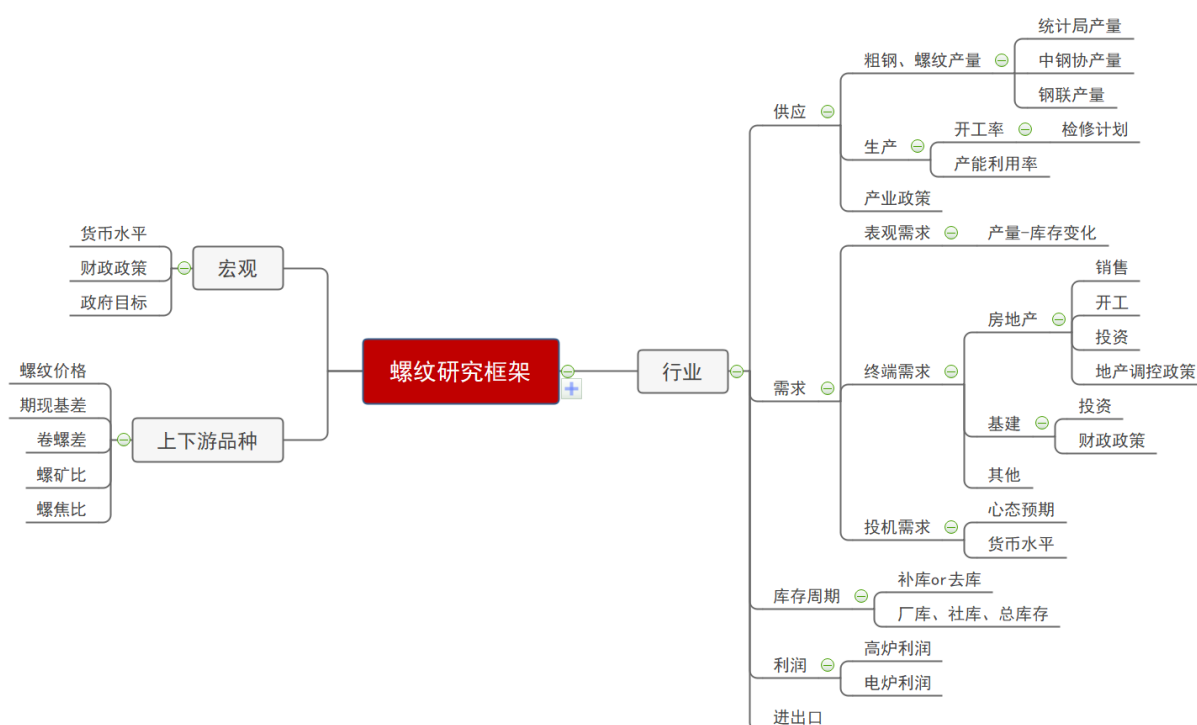 螺纹研究框架
宏观
货币水平
财政政策
政府目标
上下游品种
螺纹价格
期现基差
卷螺差
螺矿比
螺焦比
行业
供应
粗钢、螺纹产量
统计局产量
中钢协产量
钢联产量
生产
开工率
检修计划
产能利用率
产业政策
需求
表观需求
产量-库存变化
终端需求
房地产
销售
开工
投资
地产调控政策
基建
投资
财政政策
其他
投机需求
心态预期
货币水平
库存周期
补库or去库
厂库、社库、总库存
利润
高炉利润
电炉利润
进出口